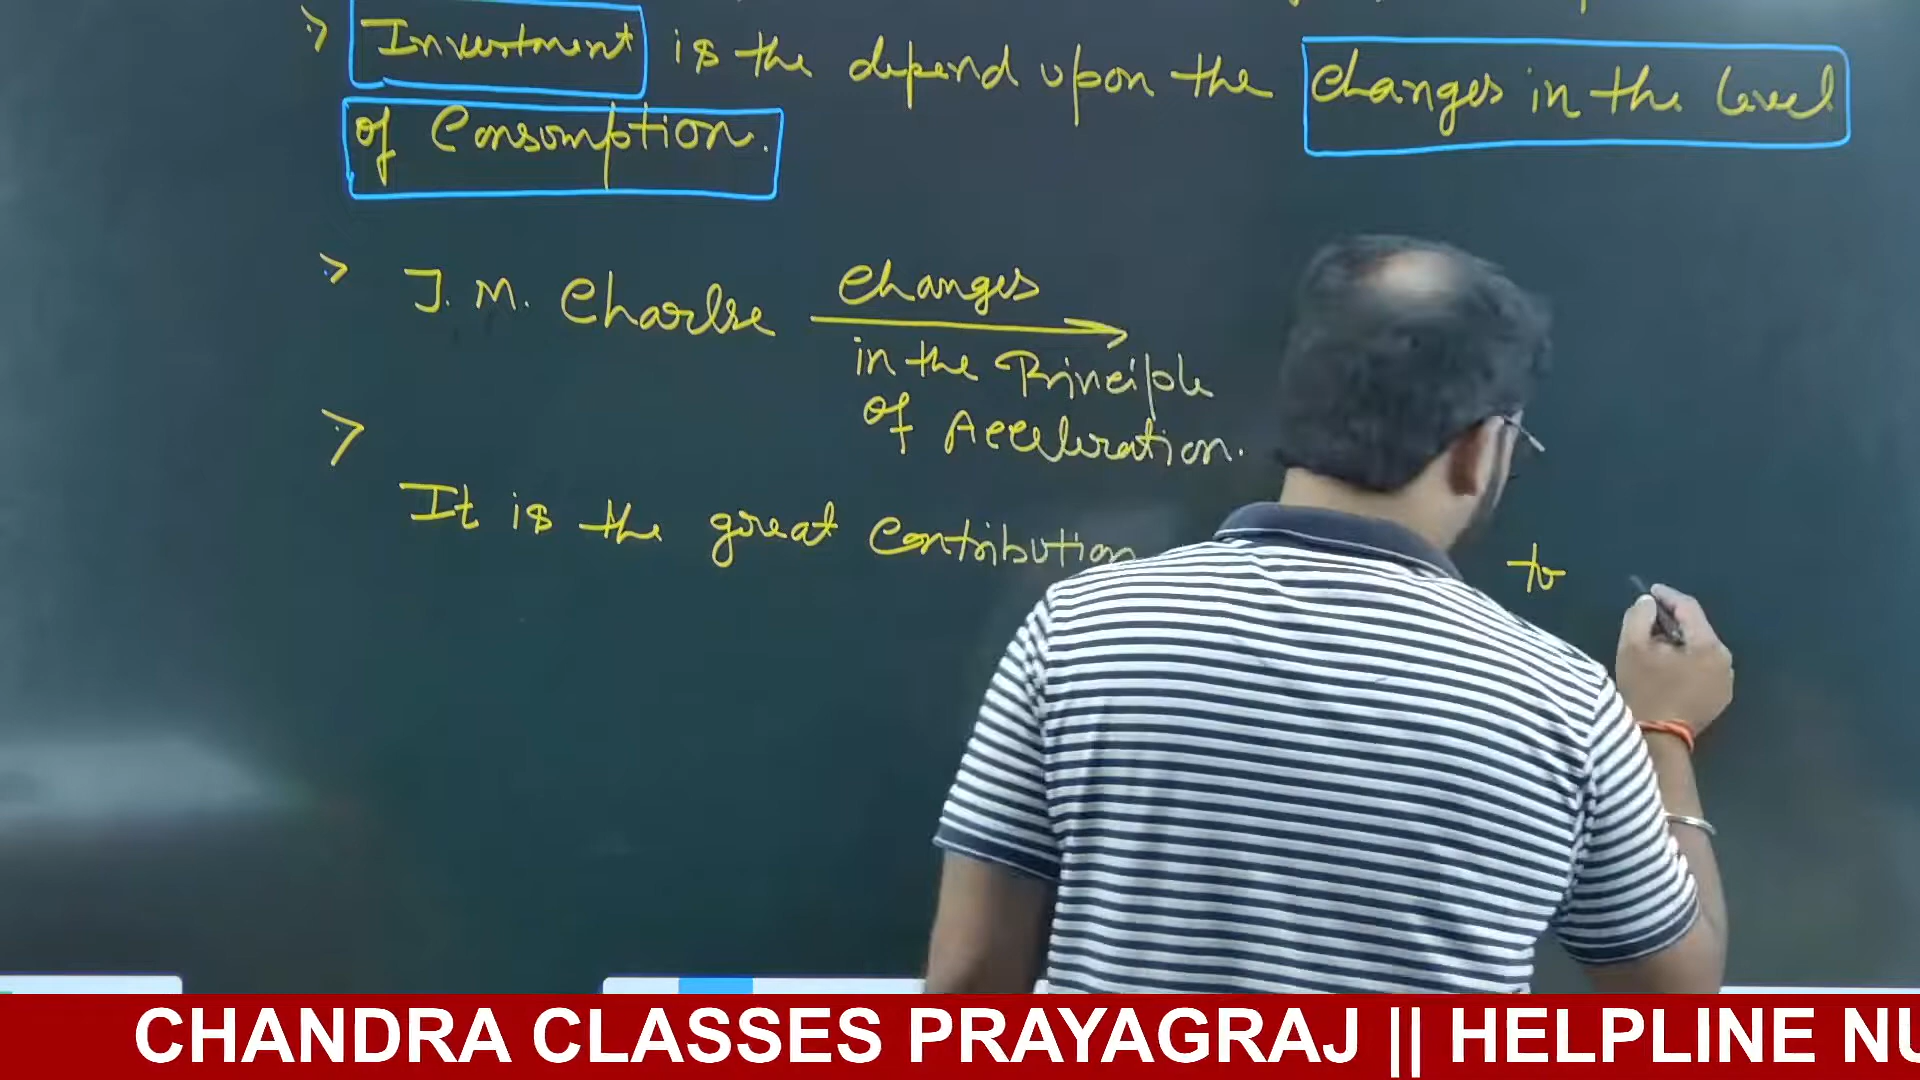 > Investment is the depend upon the changes in the level
of Consumption.
> J. M. Charlse changes
in the Principle
of Acceleration.
>
It is the great contribution to
CHANDRA CLASSES PRAYAGRAJ || HELPLINE NU